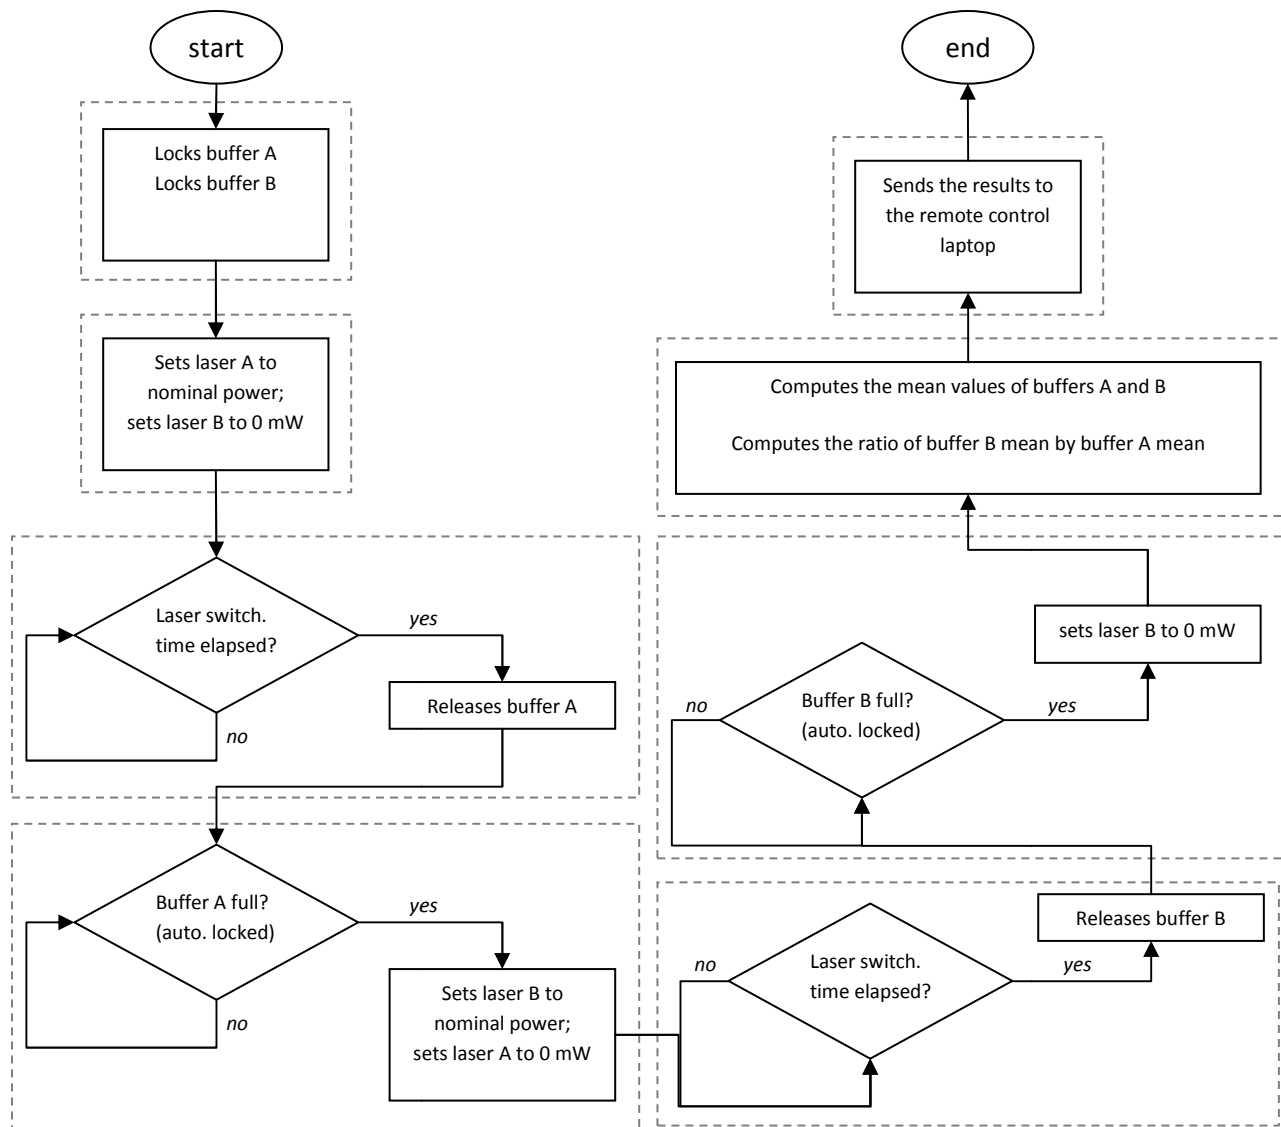 start
Locks buffer A
Locks buffer B
Sets laser A to
nominal power;
sets laser B to 0 mW
Laser switch.
time elapsed?
yes
no
Releases buffer A
Buffer A full?
(auto. locked)
yes
no
Sets laser B to
nominal power;
sets laser A to 0 mW
Laser switch.
time elapsed?
no
yes
Releases buffer B
Buffer B full?
(auto. locked)
no
yes
sets laser B to 0 mW
Computes the mean values of buffers A and B
Computes the ratio of buffer B mean by buffer A mean
Sends the results to
the remote control
laptop
end